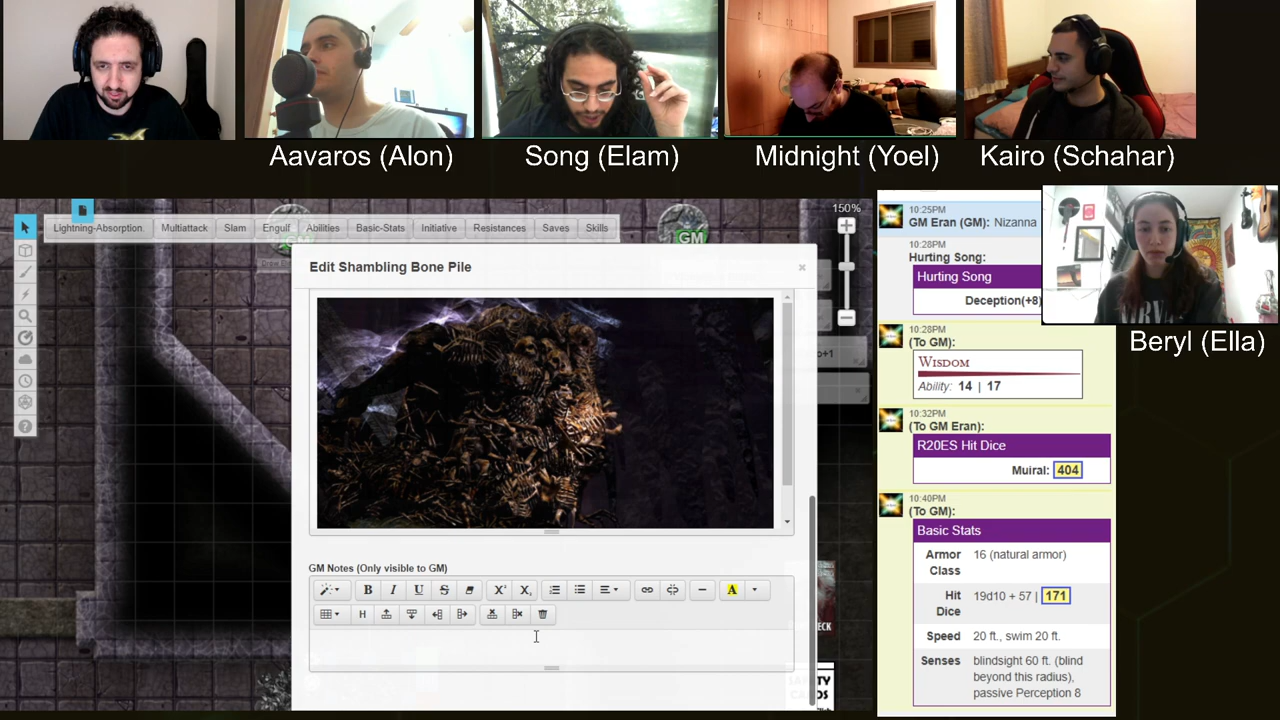 Aavaros (Alon)
Song (Elam)
Midnight (Yoel)
Kairo (Schahar)
Beryl (Ella)
Lightning-Absorption
Multiattack
Slam
Engulf
Abilities
Basic-Stats
Initiative
Resistances
Saves
Skills
GM
150%
Edit Shambling Bone Pile
×
GM Notes (Only visible to GM)
B I U S X² X₂ A
H
10:25PM
GM Eran (GM): Nizanna
10:28PM
Hurting Song:
Hurting Song
Deception(+8)
10:28PM
(To GM):
Wisdom
Ability: 14 | 17
10:32PM
(To GM Eran):
R20ES Hit Dice
Muiral: 404
10:40PM
(To GM):
Basic Stats
Armor Class
16 (natural armor)
Hit Dice
19d10 + 57 | 171
Speed
20 ft., swim 20 ft.
Senses
blindsight 60 ft. (blind
beyond this radius),
passive Perception 8